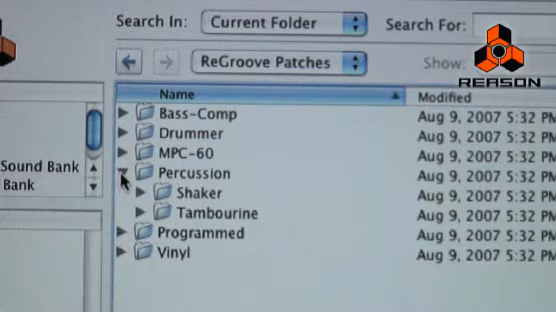 Search In: Current Folder Search For:
ReGroove Patches Show:
REASON
Name Modified
Bass-Comp Aug 9, 2007 5:32 PM
Drummer Aug 9, 2007 5:32 PM
MPC-60 Aug 9, 2007 5:32 PM
Sound Bank Percussion Aug 9, 2007 5:32 PM
Bank Shaker Aug 9, 2007 5:32 PM
Tambourine Aug 9, 2007 5:32 PM
Programmed Aug 9, 2007 5:32 PM
Vinyl Aug 9, 2007 5:32 PM